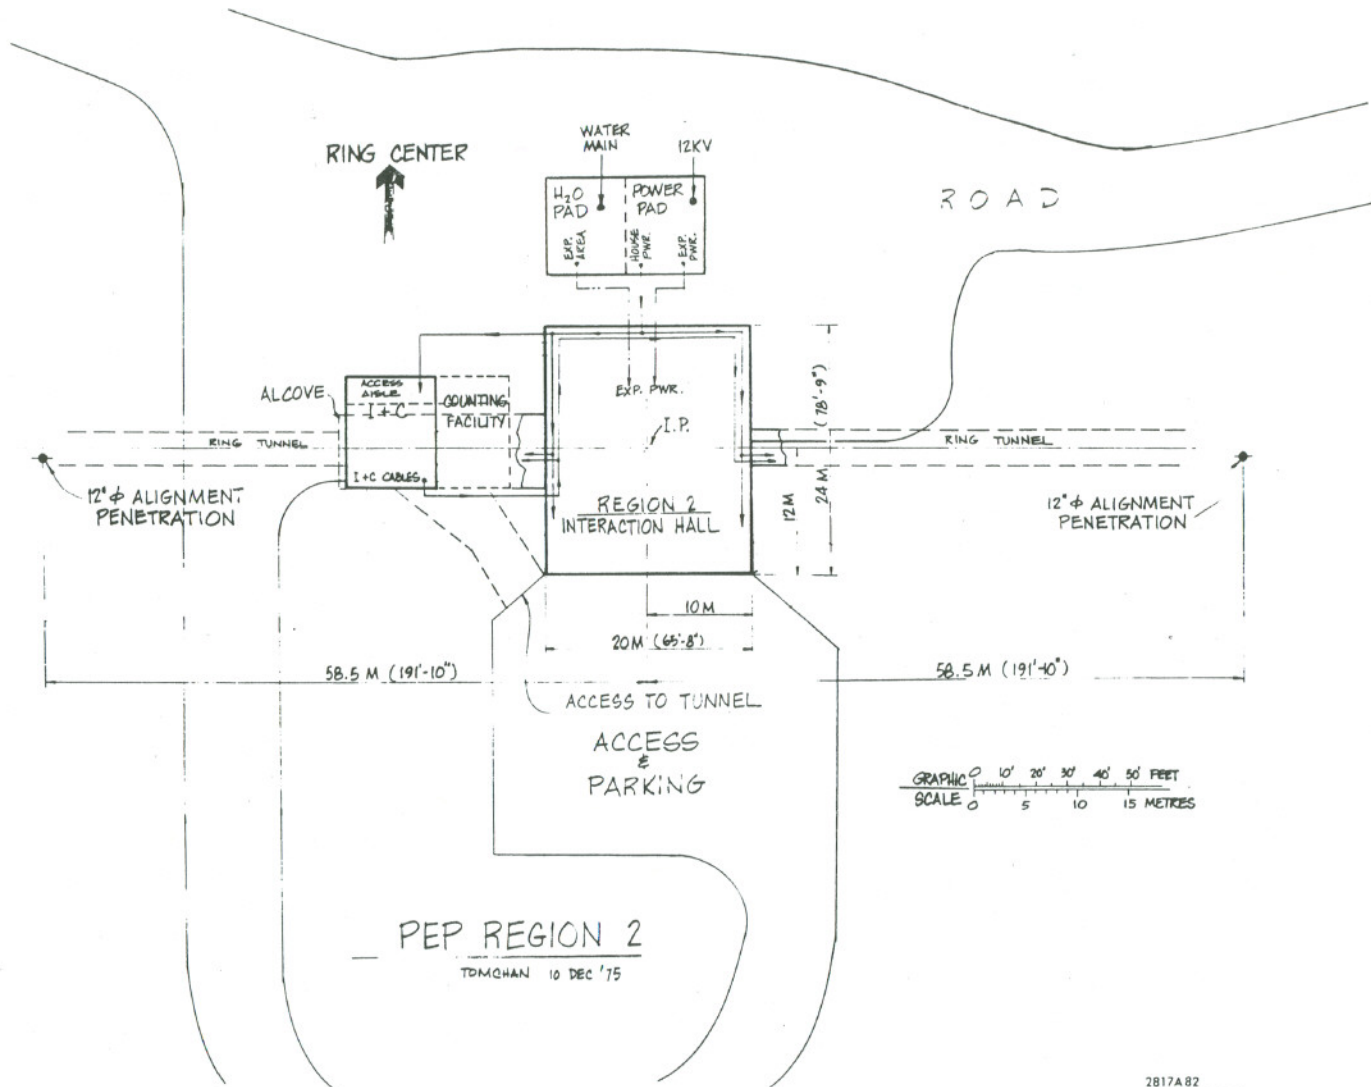 RING CENTER
WATER
MAIN
12KV
H₂O
PAD
POWER
PAD
EXP.
AREA
HOUSE
PWR.
EXP.
PWR.
ROAD
ALCOVE
ACCESS
AISLE
I + C
COUNTING
FACILITY
EXP. PWR.
I.P.
RING TUNNEL
RING TUNNEL
I+C CABLES
12"ϕ ALIGNMENT
PENETRATION
REGION 2
INTERACTION HALL
12M
24M (78'-9")
12"ϕ ALIGNMENT
PENETRATION
10M
20M (65'-8")
58.5 M (191'-10")
58.5 M (191'-10")
ACCESS TO TUNNEL
ACCESS
&
PARKING
GRAPHIC
SCALE
0 10' 20' 30' 40' 50' FEET
0 5 10 15 METRES
PEP REGION 2
TOMCHAN 10 DEC '75
2817A82